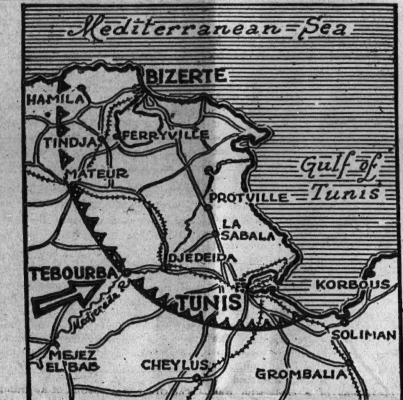 Mediterranean = Sea
BIZERTE
HAMILA
FERRYVILLE
TINDJA
MATEUR
Gulf of
Tunis
PROTVILLE
LA
SABALA
DJEDEIDA
TEBOURBA
KORBOUS
TUNIS
Medjerda R.
SOLIMAN
MEJEZ
EL BAB
CHEYLUS
GROMBALIA